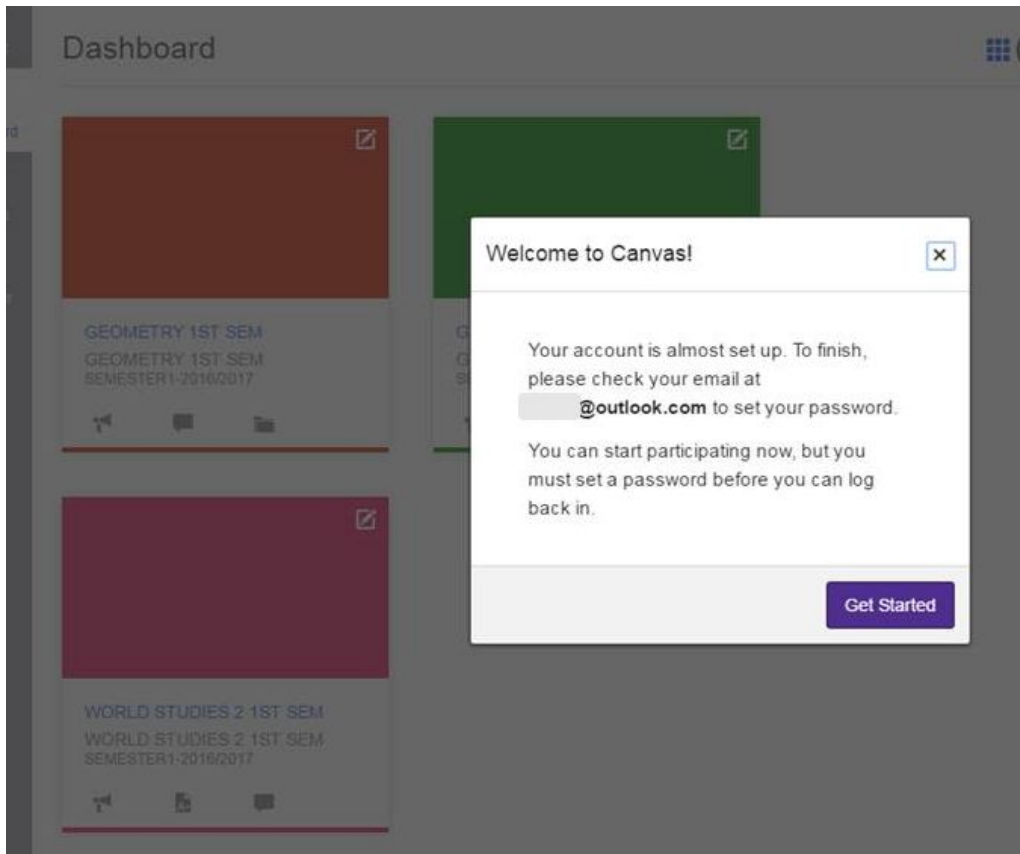 Dashboard
GEOMETRY 1ST SEM
GEOMETRY 1ST SEM
SEMESTER1-2016/2017
Welcome to Canvas!
Your account is almost set up. To finish,
please check your email at
@outlook.com to set your password.
You can start participating now, but you
must set a password before you can log
back in.
Get Started
WORLD STUDIES 2 1ST SEM
WORLD STUDIES 2 1ST SEM
SEMESTER1-2016/2017